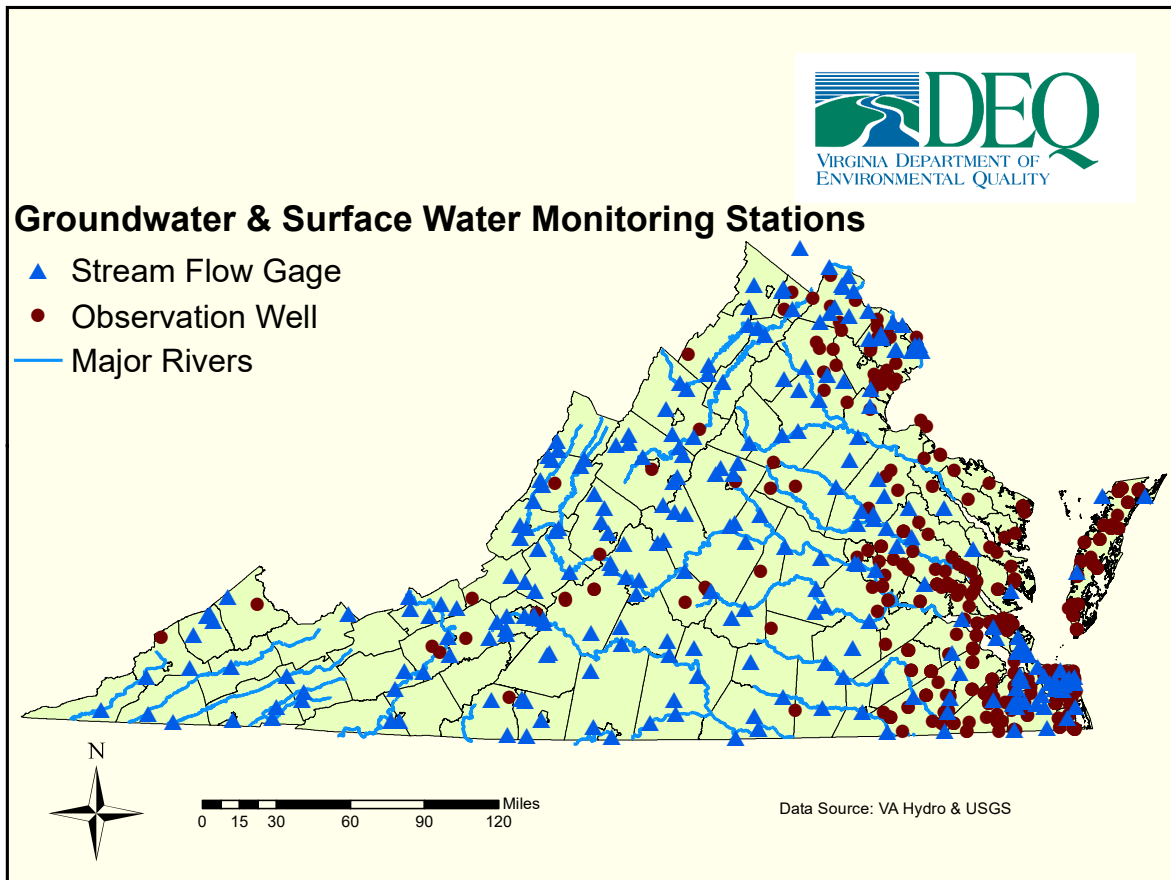 DEQ
VIRGINIA DEPARTMENT OF
ENVIRONMENTAL QUALITY
Groundwater & Surface Water Monitoring Stations
Stream Flow Gage
Observation Well
Major Rivers
N
Miles
0 15 30 60 90 120
Data Source: VA Hydro & USGS